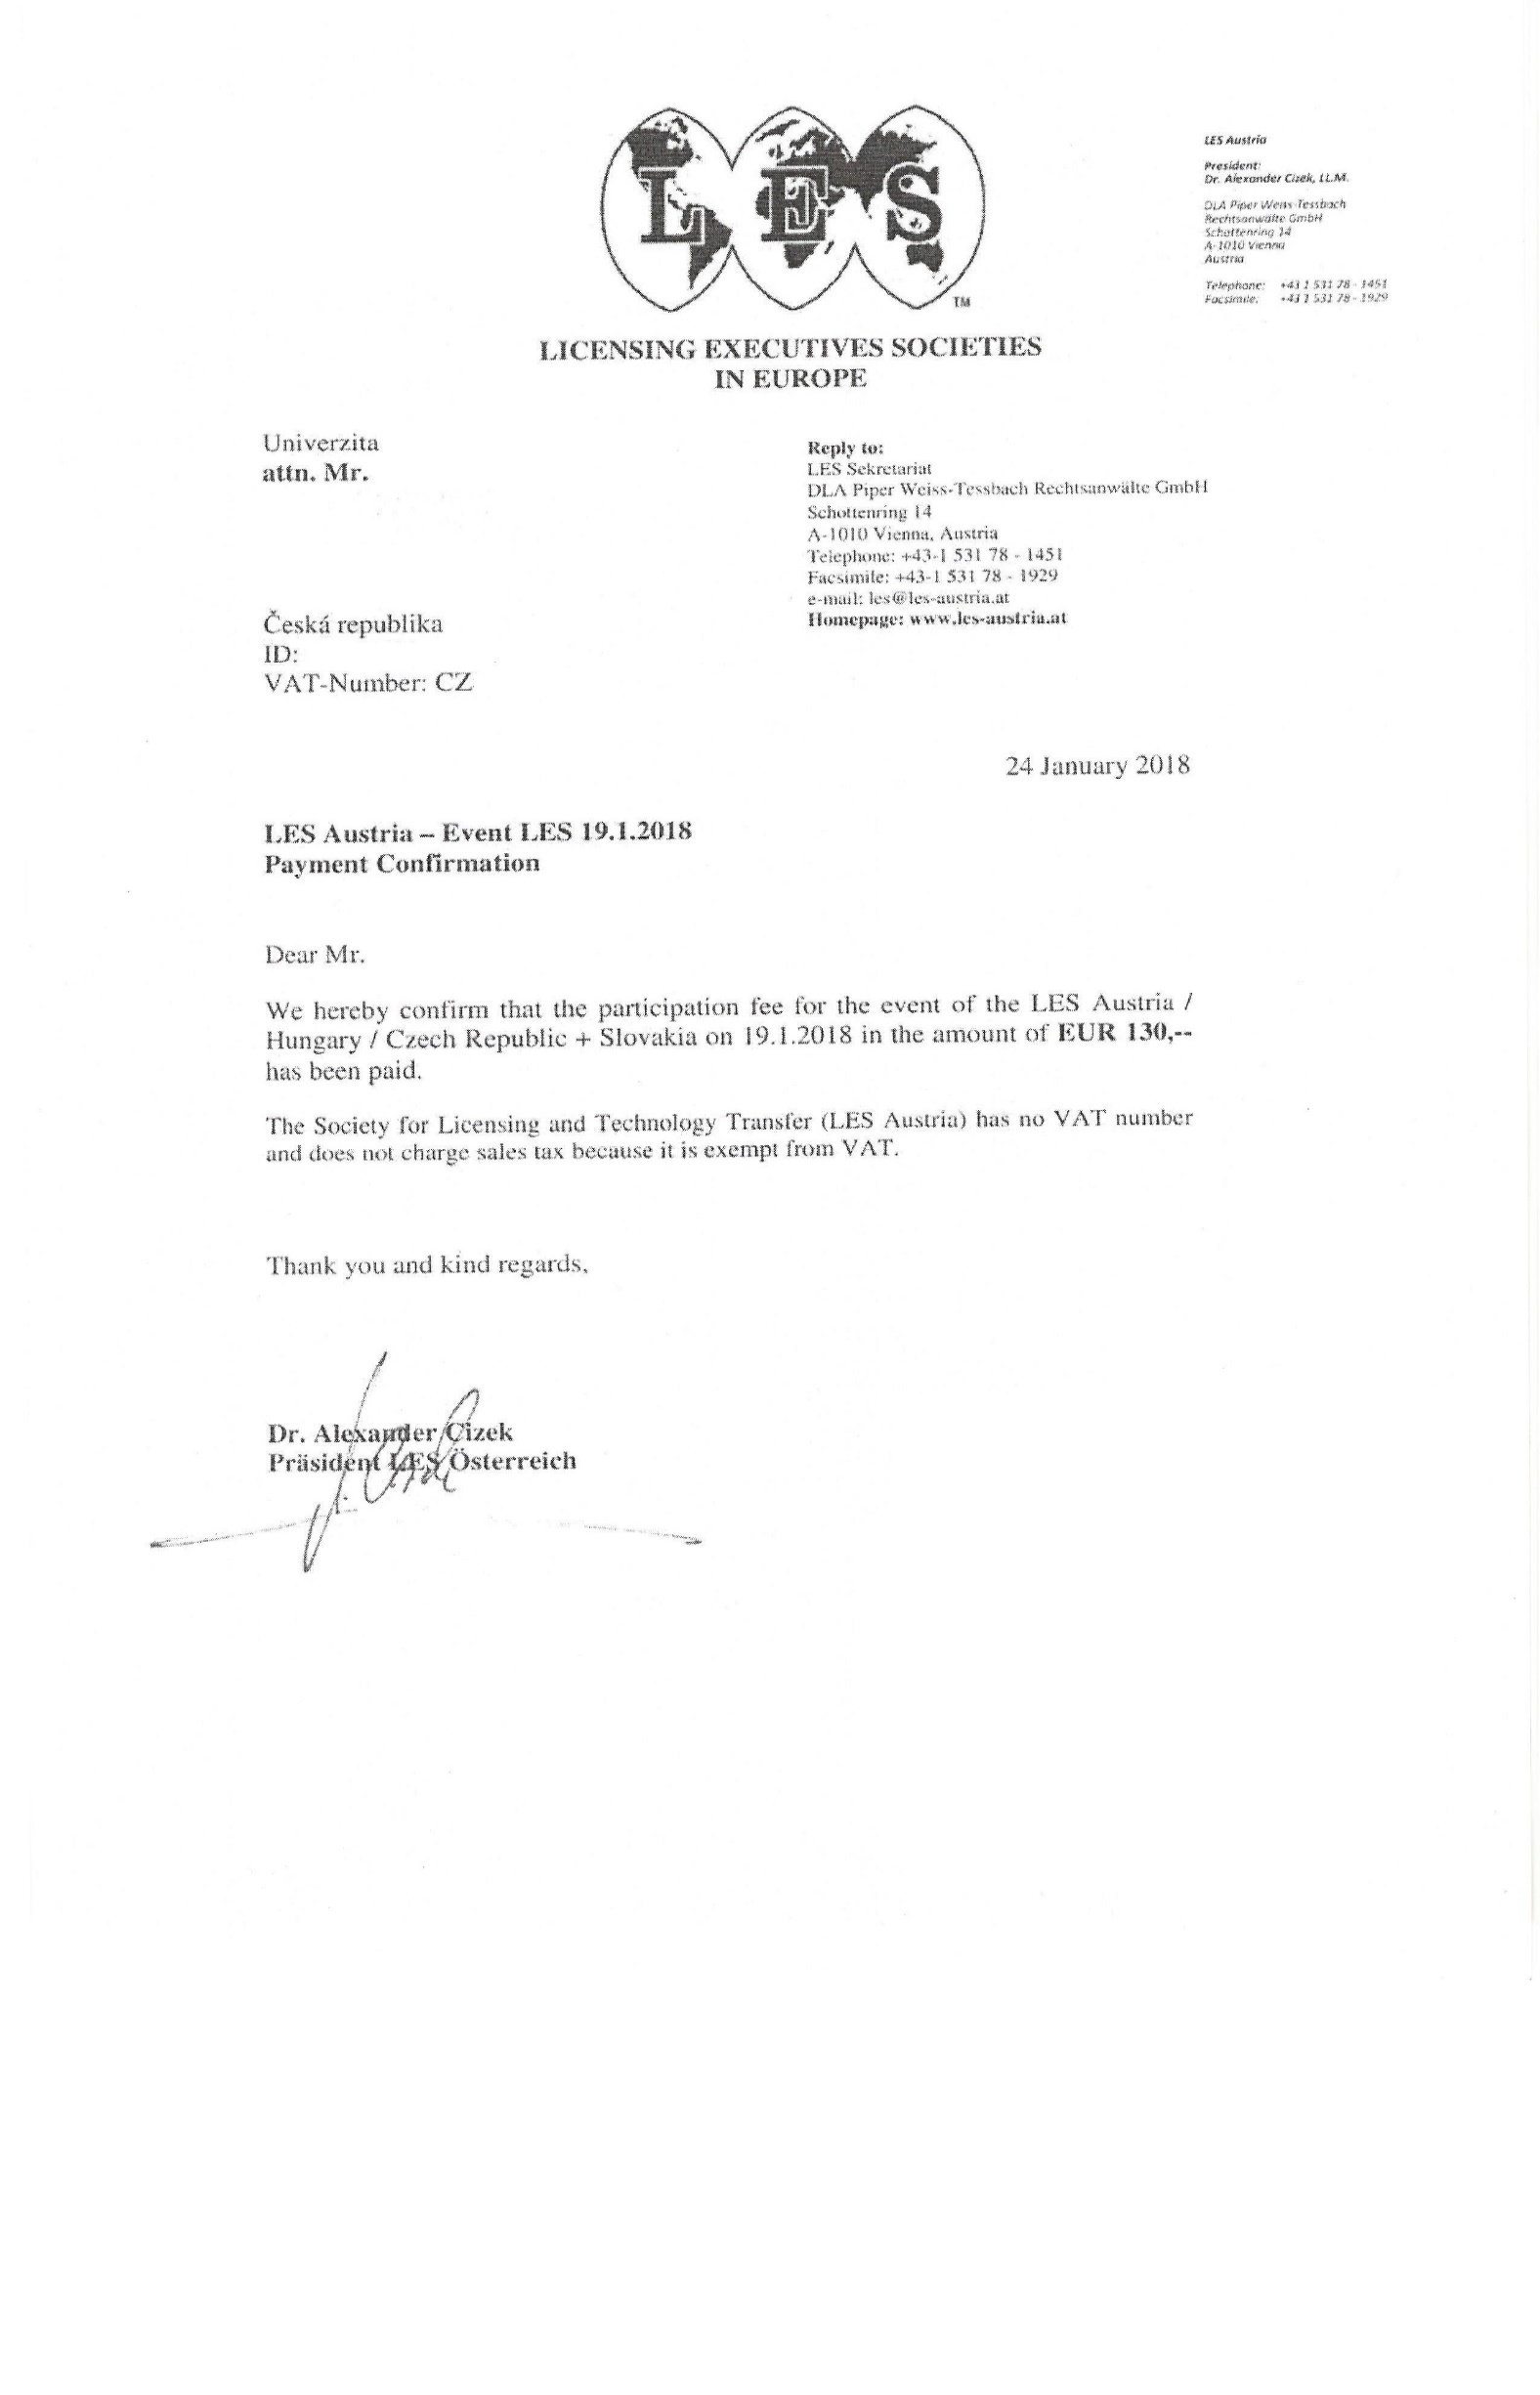 LES
TM
LICENSING EXECUTIVES SOCIETIES
IN EUROPE
LES Austria
President:
Dr. Alexander Cizek, LL.M.
DLA Piper Weiss-Tessbach
Rechtsanwälte GmbH
Schottenring 14
A-1010 Vienna
Austria
Telephone: +43 1 531 78 - 1451
Facsimile: +43 1 531 78 - 1929
Univerzita
attn. Mr.
Česká republika
ID:
VAT-Number: CZ
Reply to:
LES Sekretariat
DLA Piper Weiss-Tessbach Rechtsanwälte GmbH
Schottenring 14
A-1010 Vienna, Austria
Telephone: +43-1 531 78 - 1451
Facsimile: +43-1 531 78 - 1929
e-mail: les@les-austria.at
Homepage: www.les-austria.at
24 January 2018
LES Austria – Event LES 19.1.2018
Payment Confirmation
Dear Mr.
We hereby confirm that the participation fee for the event of the LES Austria /
Hungary / Czech Republic + Slovakia on 19.1.2018 in the amount of EUR 130,--
has been paid.
The Society for Licensing and Technology Transfer (LES Austria) has no VAT number
and does not charge sales tax because it is exempt from VAT.
Thank you and kind regards,
Dr. Alexander Cizek
Präsident LES Österreich